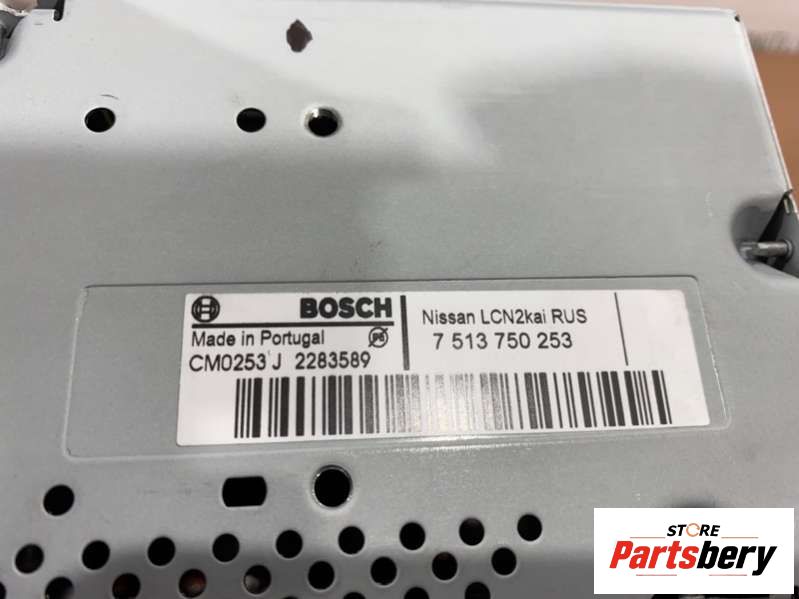 BOSCH
Made in Portugal
CM0253 J 2283589
Nissan LCN2kai RUS
7 513 750 253
STORE
Partsbery